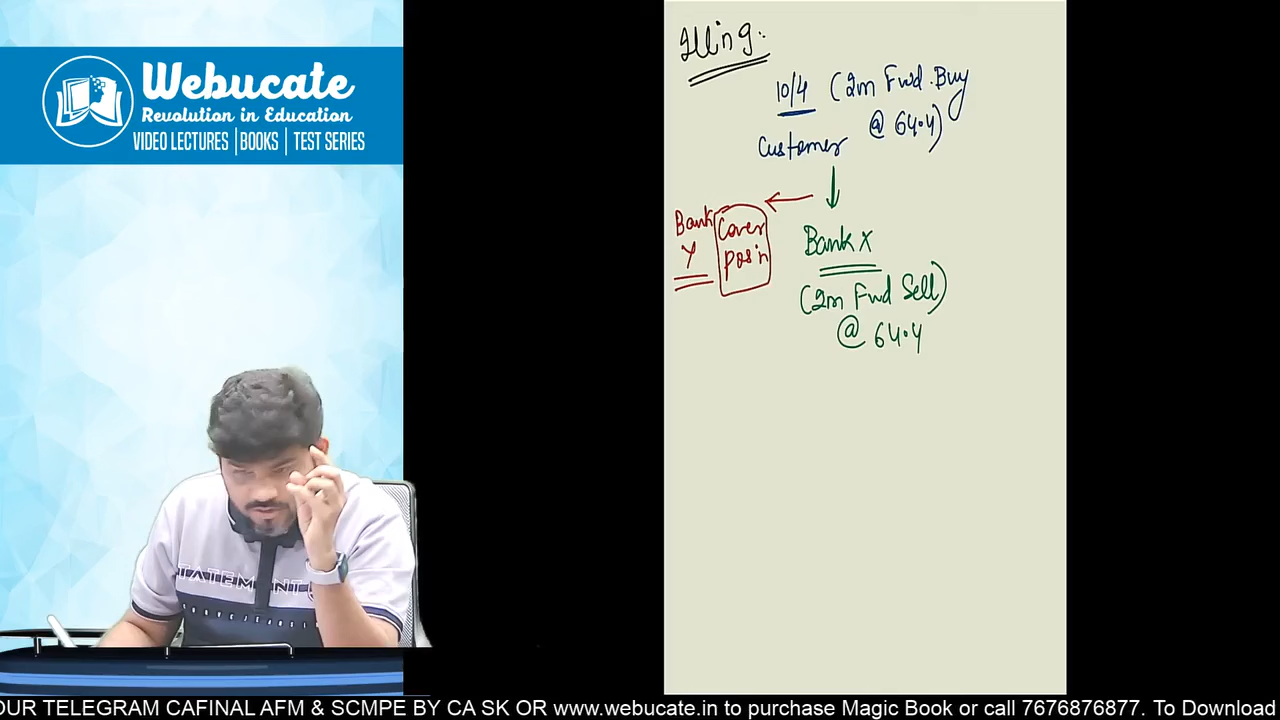 Webucate
Revolution in Education
VIDEO LECTURES | BOOKS | TEST SERIES
Illing:
10/4 (2m Fwd. Buy
@ 64.4)
Customer
Bank X
(2m Fwd Sell)
@ 64.4
Bank
Y
Cover
pos'n
STATEMENT
OUR TELEGRAM CAFINAL AFM & SCMPE BY CA SK OR www.webucate.in to purchase Magic Book or call 7676876877. To Download